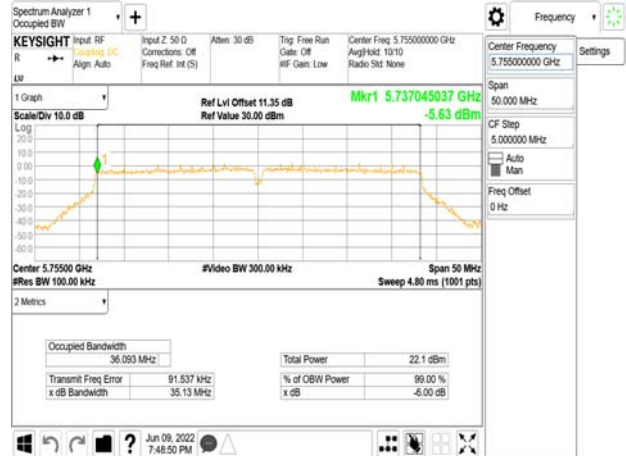 Spectrum Analyzer 1
Occupied BW
+
Frequency
KEYSIGHT
R
Input: RF
Coupling: DC
Align: Auto
Input Z: 50 Ω
Corrections: Off
Freq Ref: Int (S)
Atten: 30 dB
Trig: Free Run
Gate: Off
#IF Gain: Low
Center Freq: 5.755000000 GHz
Avg|Hold: 10/10
Radio Std: None
Center Frequency
5.755000000 GHz
Settings
Span
50.000 MHz
CF Step
5.000000 MHz
Auto
Man
Freq Offset
0 Hz
1 Graph
Scale/Div 10.0 dB
Ref Lvl Offset 11.35 dB
Ref Value 30.00 dBm
Mkr1 5.737045037 GHz
-5.63 dBm
Log
20.0
10.0
0.00
-10.0
-20.0
-30.0
-40.0
-50.0
-60.0
1
Center 5.75500 GHz
#Res BW 100.00 kHz
#Video BW 300.00 kHz
Span 50 MHz
Sweep 4.80 ms (1001 pts)
2 Metrics
Occupied Bandwidth
36.093 MHz
Total Power 22.1 dBm
Transmit Freq Error 91.537 kHz
% of OBW Power 99.00 %
x dB Bandwidth 35.13 MHz
x dB -6.00 dB
?
Jun 09, 2022
7:48:50 PM